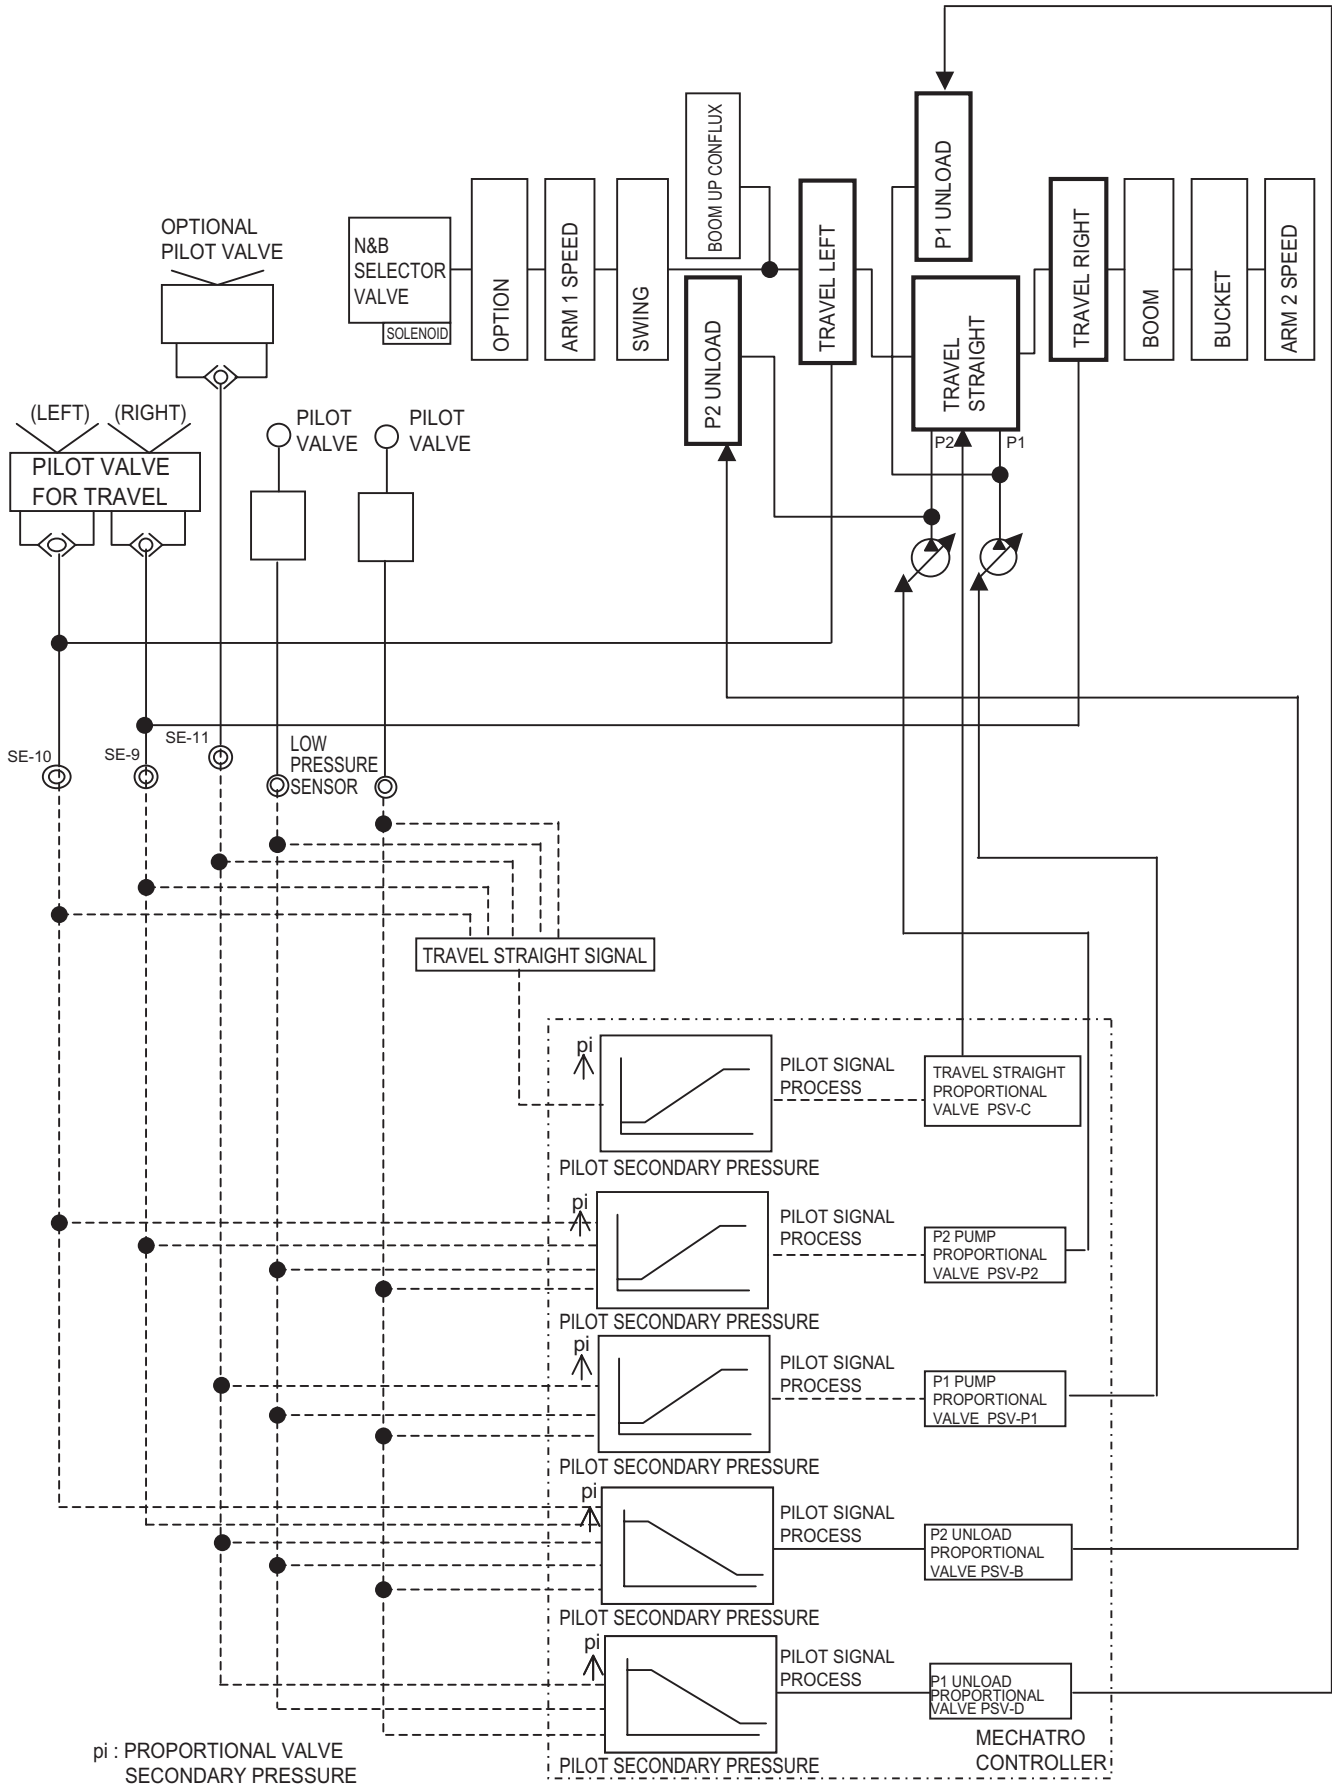 BOOM UP CONFLUX
P1 UNLOAD
OPTIONAL
PILOT VALVE
N&B
SELECTOR
VALVE
SOLENOID
OPTION
ARM 1 SPEED
SWING
P2 UNLOAD
TRAVEL LEFT
TRAVEL
STRAIGHT
TRAVEL RIGHT
BOOM
BUCKET
ARM 2 SPEED
P2
P1
(LEFT)
(RIGHT)
PILOT VALVE
FOR TRAVEL
PILOT
VALVE
PILOT
VALVE
SE-10
SE-9
SE-11
LOW
PRESSURE
SENSOR
TRAVEL STRAIGHT SIGNAL
pi
PILOT SIGNAL
PROCESS
TRAVEL STRAIGHT
PROPORTIONAL
VALVE PSV-C
PILOT SECONDARY PRESSURE
pi
PILOT SIGNAL
PROCESS
P2 PUMP
PROPORTIONAL
VALVE PSV-P2
PILOT SECONDARY PRESSURE
pi
PILOT SIGNAL
PROCESS
P1 PUMP
PROPORTIONAL
VALVE PSV-P1
PILOT SECONDARY PRESSURE
pi
PILOT SIGNAL
PROCESS
P2 UNLOAD
PROPORTIONAL
VALVE PSV-B
PILOT SECONDARY PRESSURE
pi
PILOT SIGNAL
PROCESS
P1 UNLOAD
PROPORTIONAL
VALVE PSV-D
PILOT SECONDARY PRESSURE
MECHATRO
CONTROLLER
pi : PROPORTIONAL VALVE
SECONDARY PRESSURE